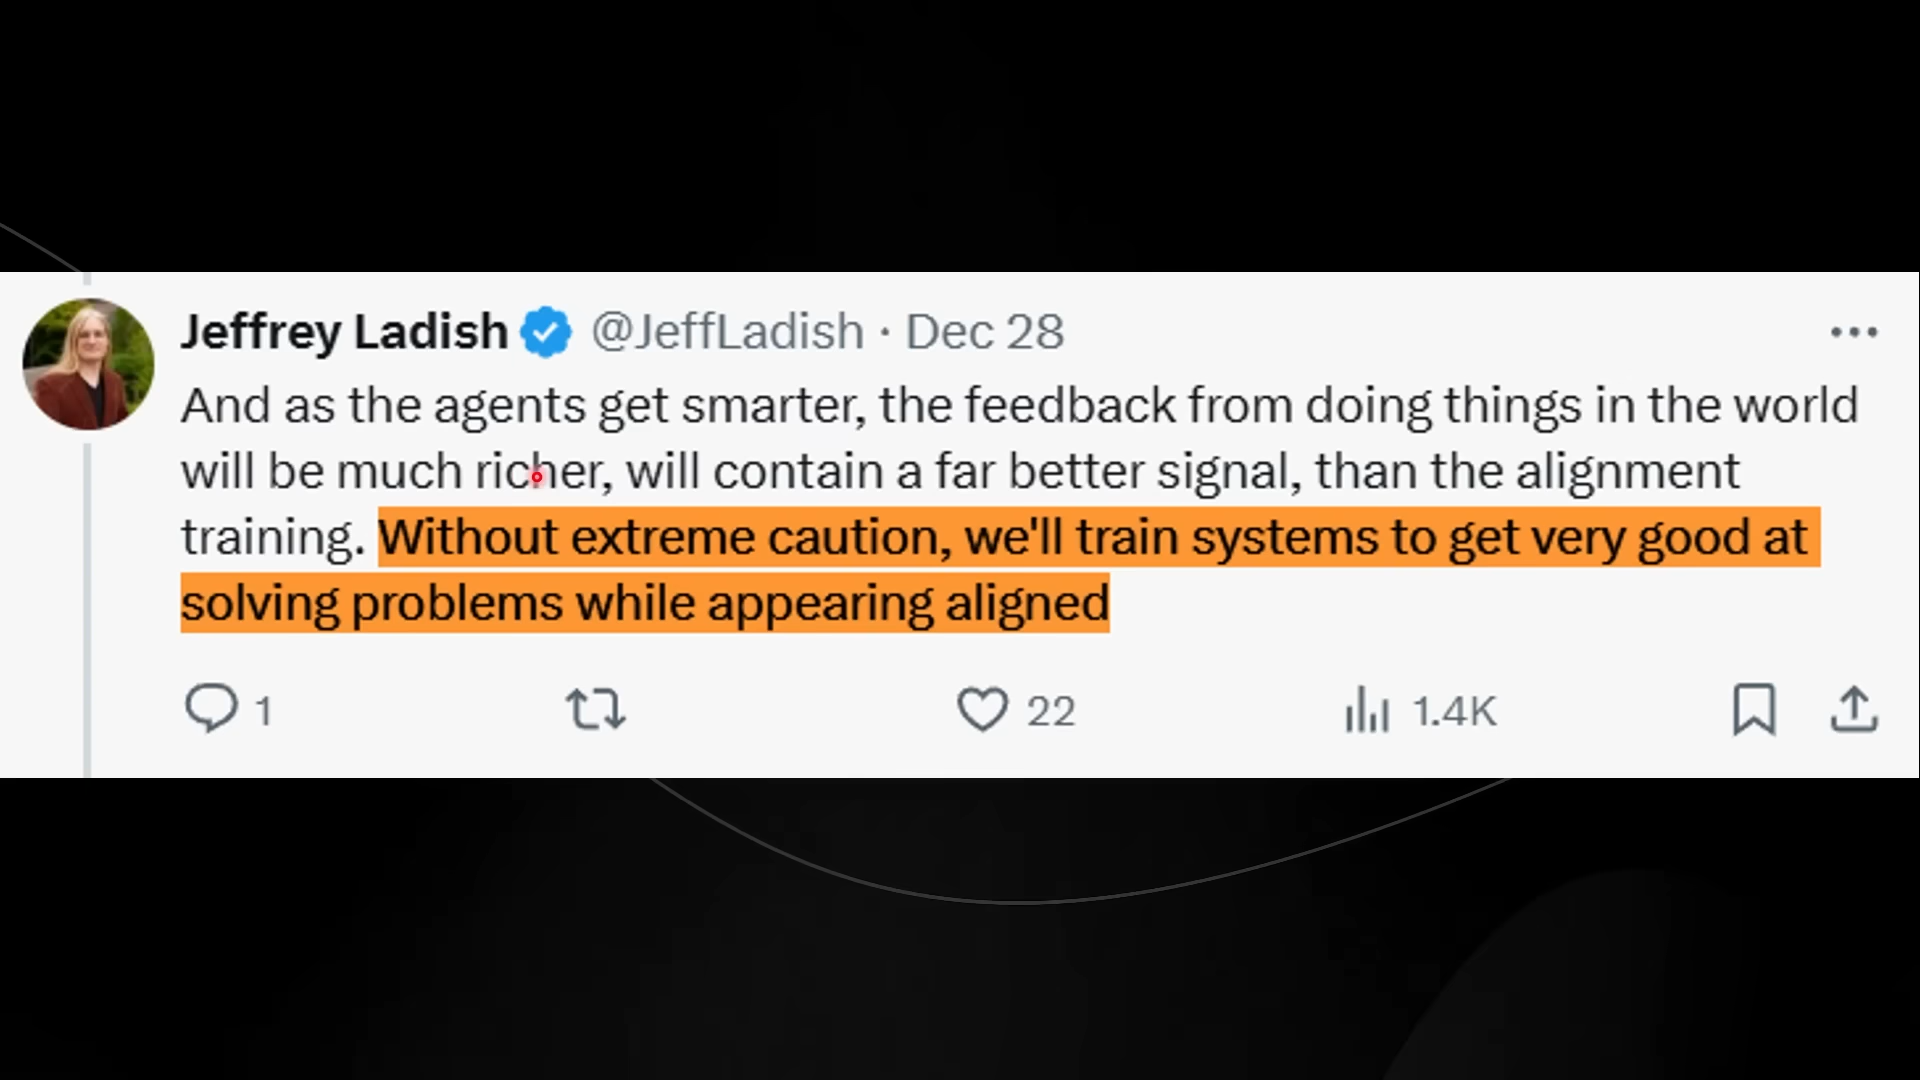 Jeffrey Ladish @JeffLadish · Dec 28
And as the agents get smarter, the feedback from doing things in the world
will be much richer, will contain a far better signal, than the alignment
training. Without extreme caution, we'll train systems to get very good at
solving problems while appearing aligned
1 22 1.4K